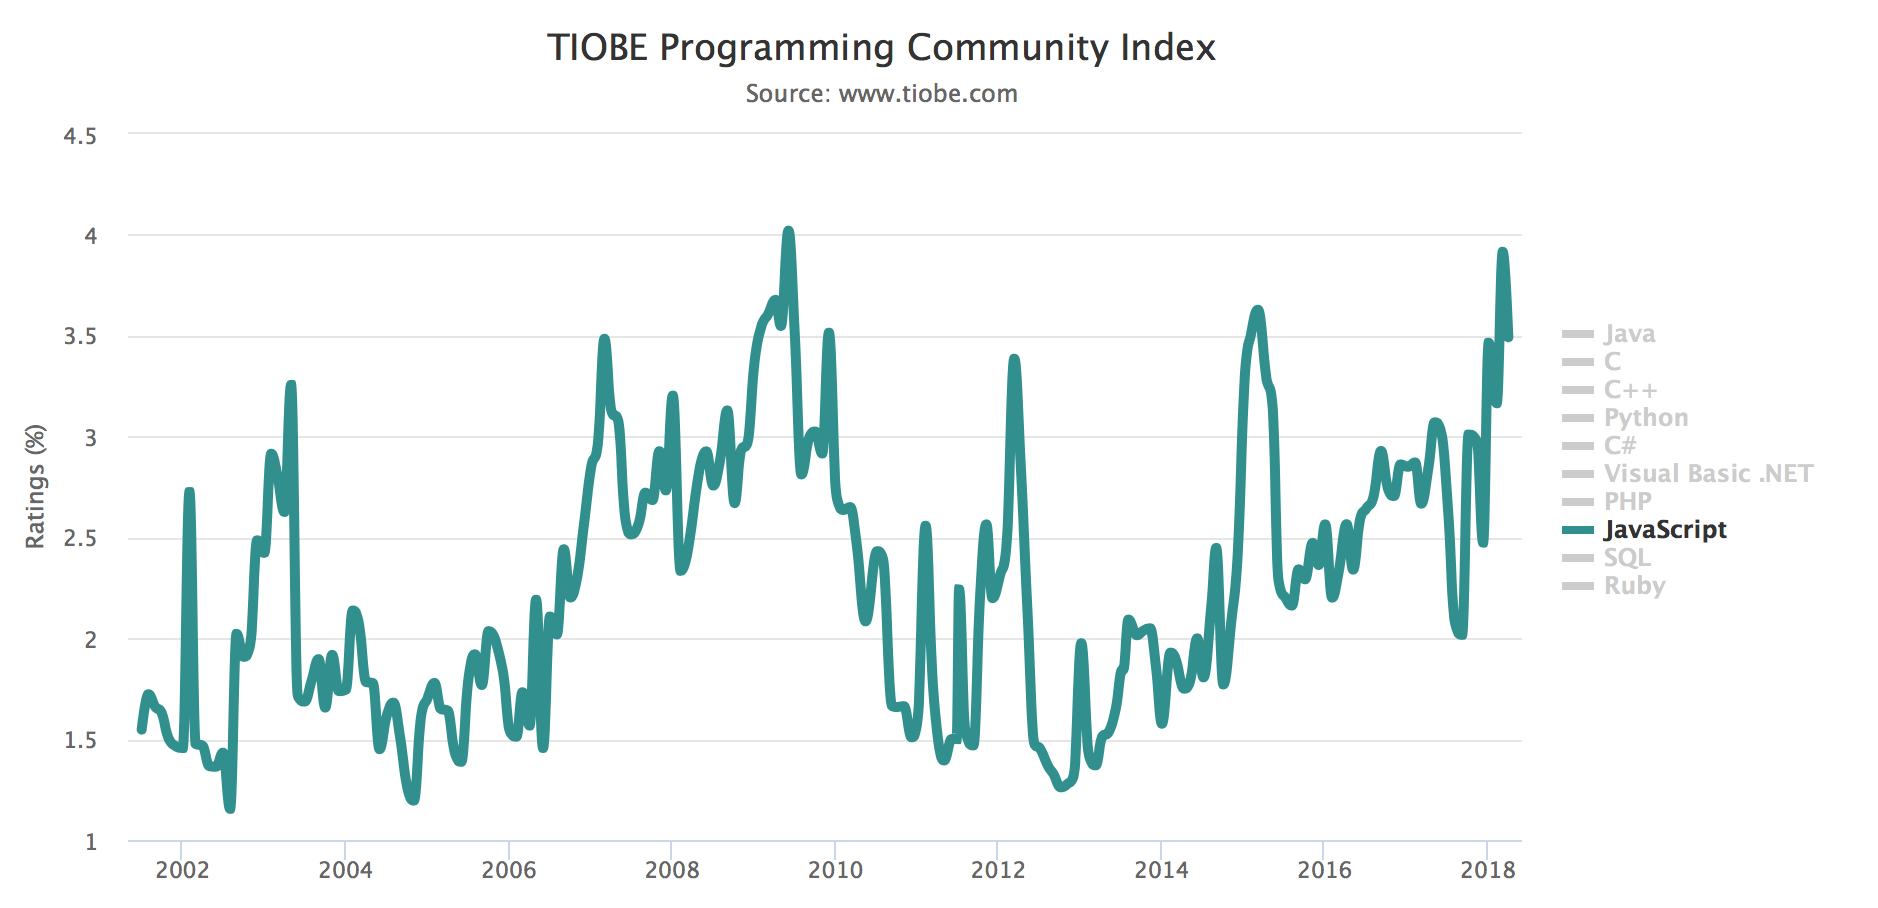 TIOBE Programming Community Index
Source: www.tiobe.com
Ratings (%)
4.5
4
3.5
3
2.5
2
1.5
1
2002 2004 2006 2008 2010 2012 2014 2016 2018
Java
C
C++
Python
C#
Visual Basic .NET
PHP
JavaScript
SQL
Ruby